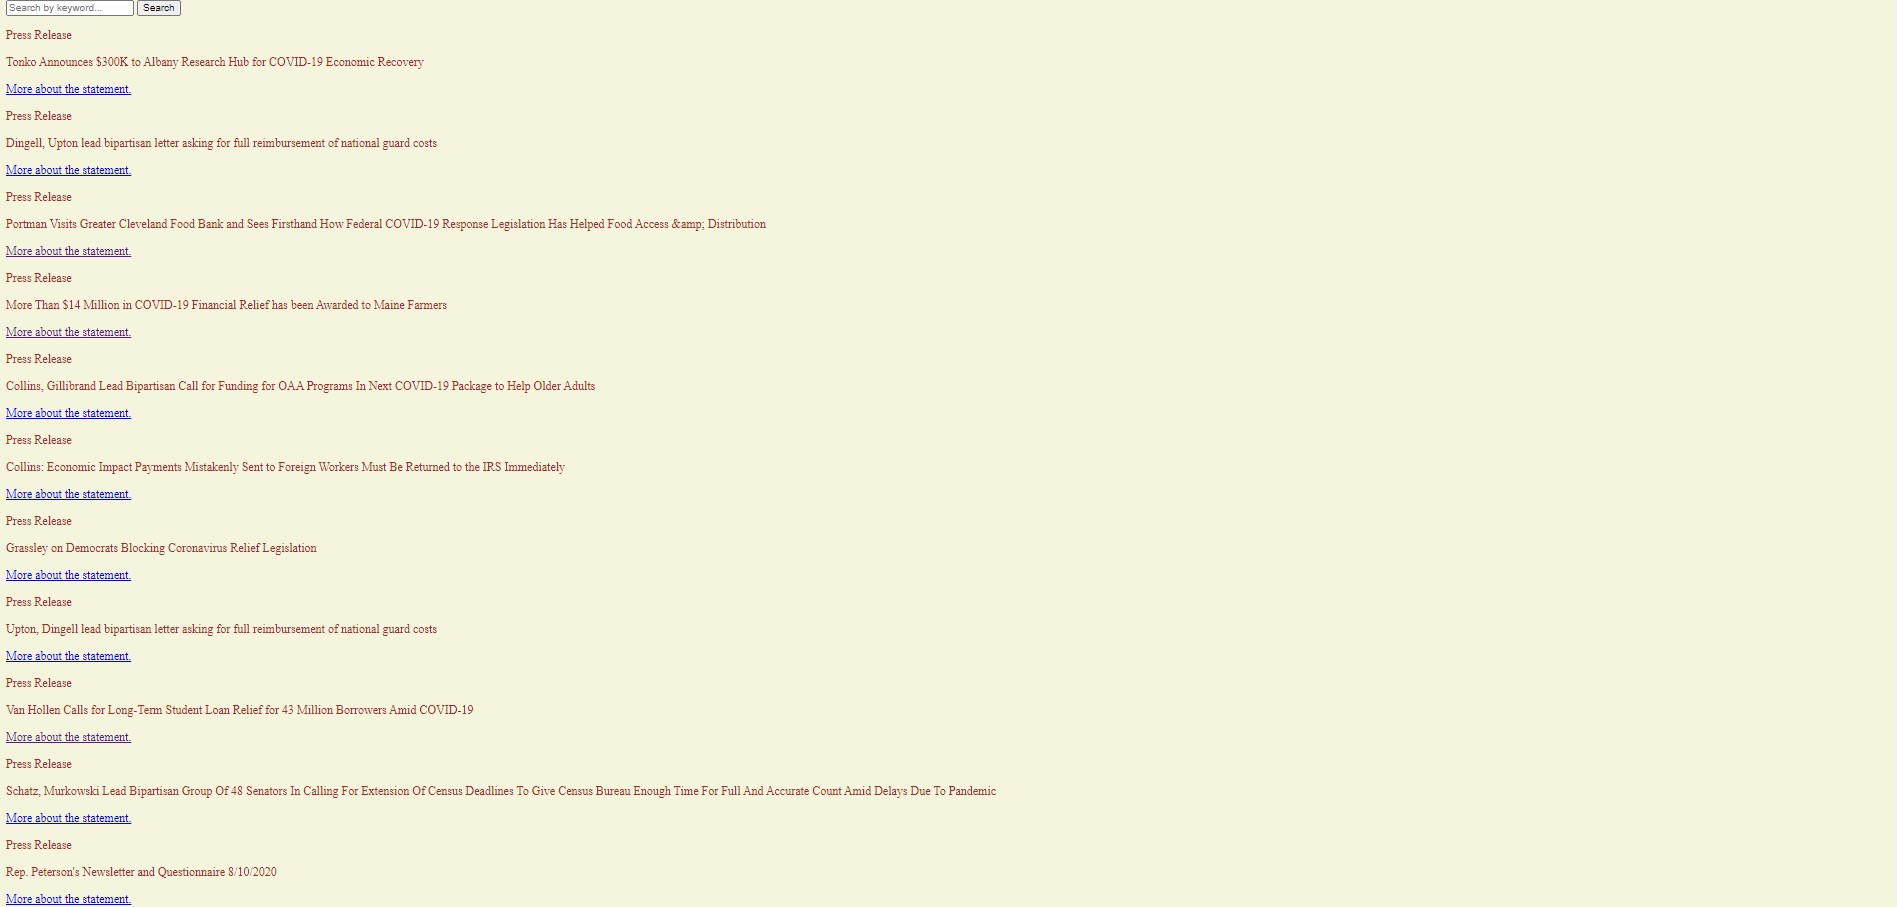 Search by keyword... Search
Press Release
Tonko Announces $300K to Albany Research Hub for COVID-19 Economic Recovery
More about the statement.
Press Release
Dingell, Upton lead bipartisan letter asking for full reimbursement of national guard costs
More about the statement.
Press Release
Portman Visits Greater Cleveland Food Bank and Sees Firsthand How Federal COVID-19 Response Legislation Has Helped Food Access &amp; Distribution
More about the statement.
Press Release
More Than $14 Million in COVID-19 Financial Relief has been Awarded to Maine Farmers
More about the statement.
Press Release
Collins, Gillibrand Lead Bipartisan Call for Funding for OAA Programs In Next COVID-19 Package to Help Older Adults
More about the statement.
Press Release
Collins: Economic Impact Payments Mistakenly Sent to Foreign Workers Must Be Returned to the IRS Immediately
More about the statement.
Press Release
Grassley on Democrats Blocking Coronavirus Relief Legislation
More about the statement.
Press Release
Upton, Dingell lead bipartisan letter asking for full reimbursement of national guard costs
More about the statement.
Press Release
Van Hollen Calls for Long-Term Student Loan Relief for 43 Million Borrowers Amid COVID-19
More about the statement.
Press Release
Schatz, Murkowski Lead Bipartisan Group Of 48 Senators In Calling For Extension Of Census Deadlines To Give Census Bureau Enough Time For Full And Accurate Count Amid Delays Due To Pandemic
More about the statement.
Press Release
Rep. Peterson's Newsletter and Questionnaire 8/10/2020
More about the statement.